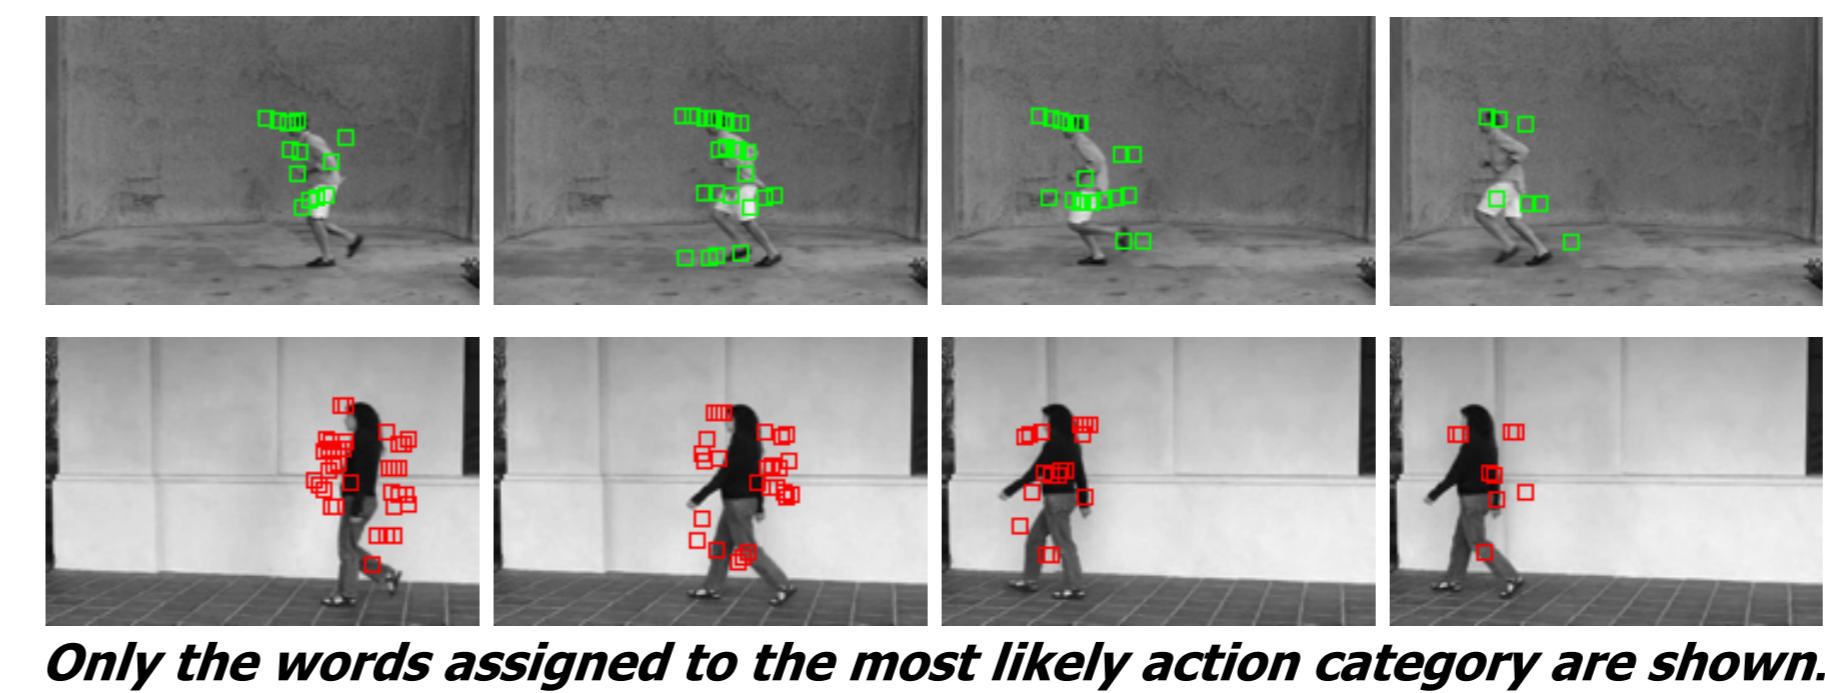 Only the words assigned to the most likely action category are shown.